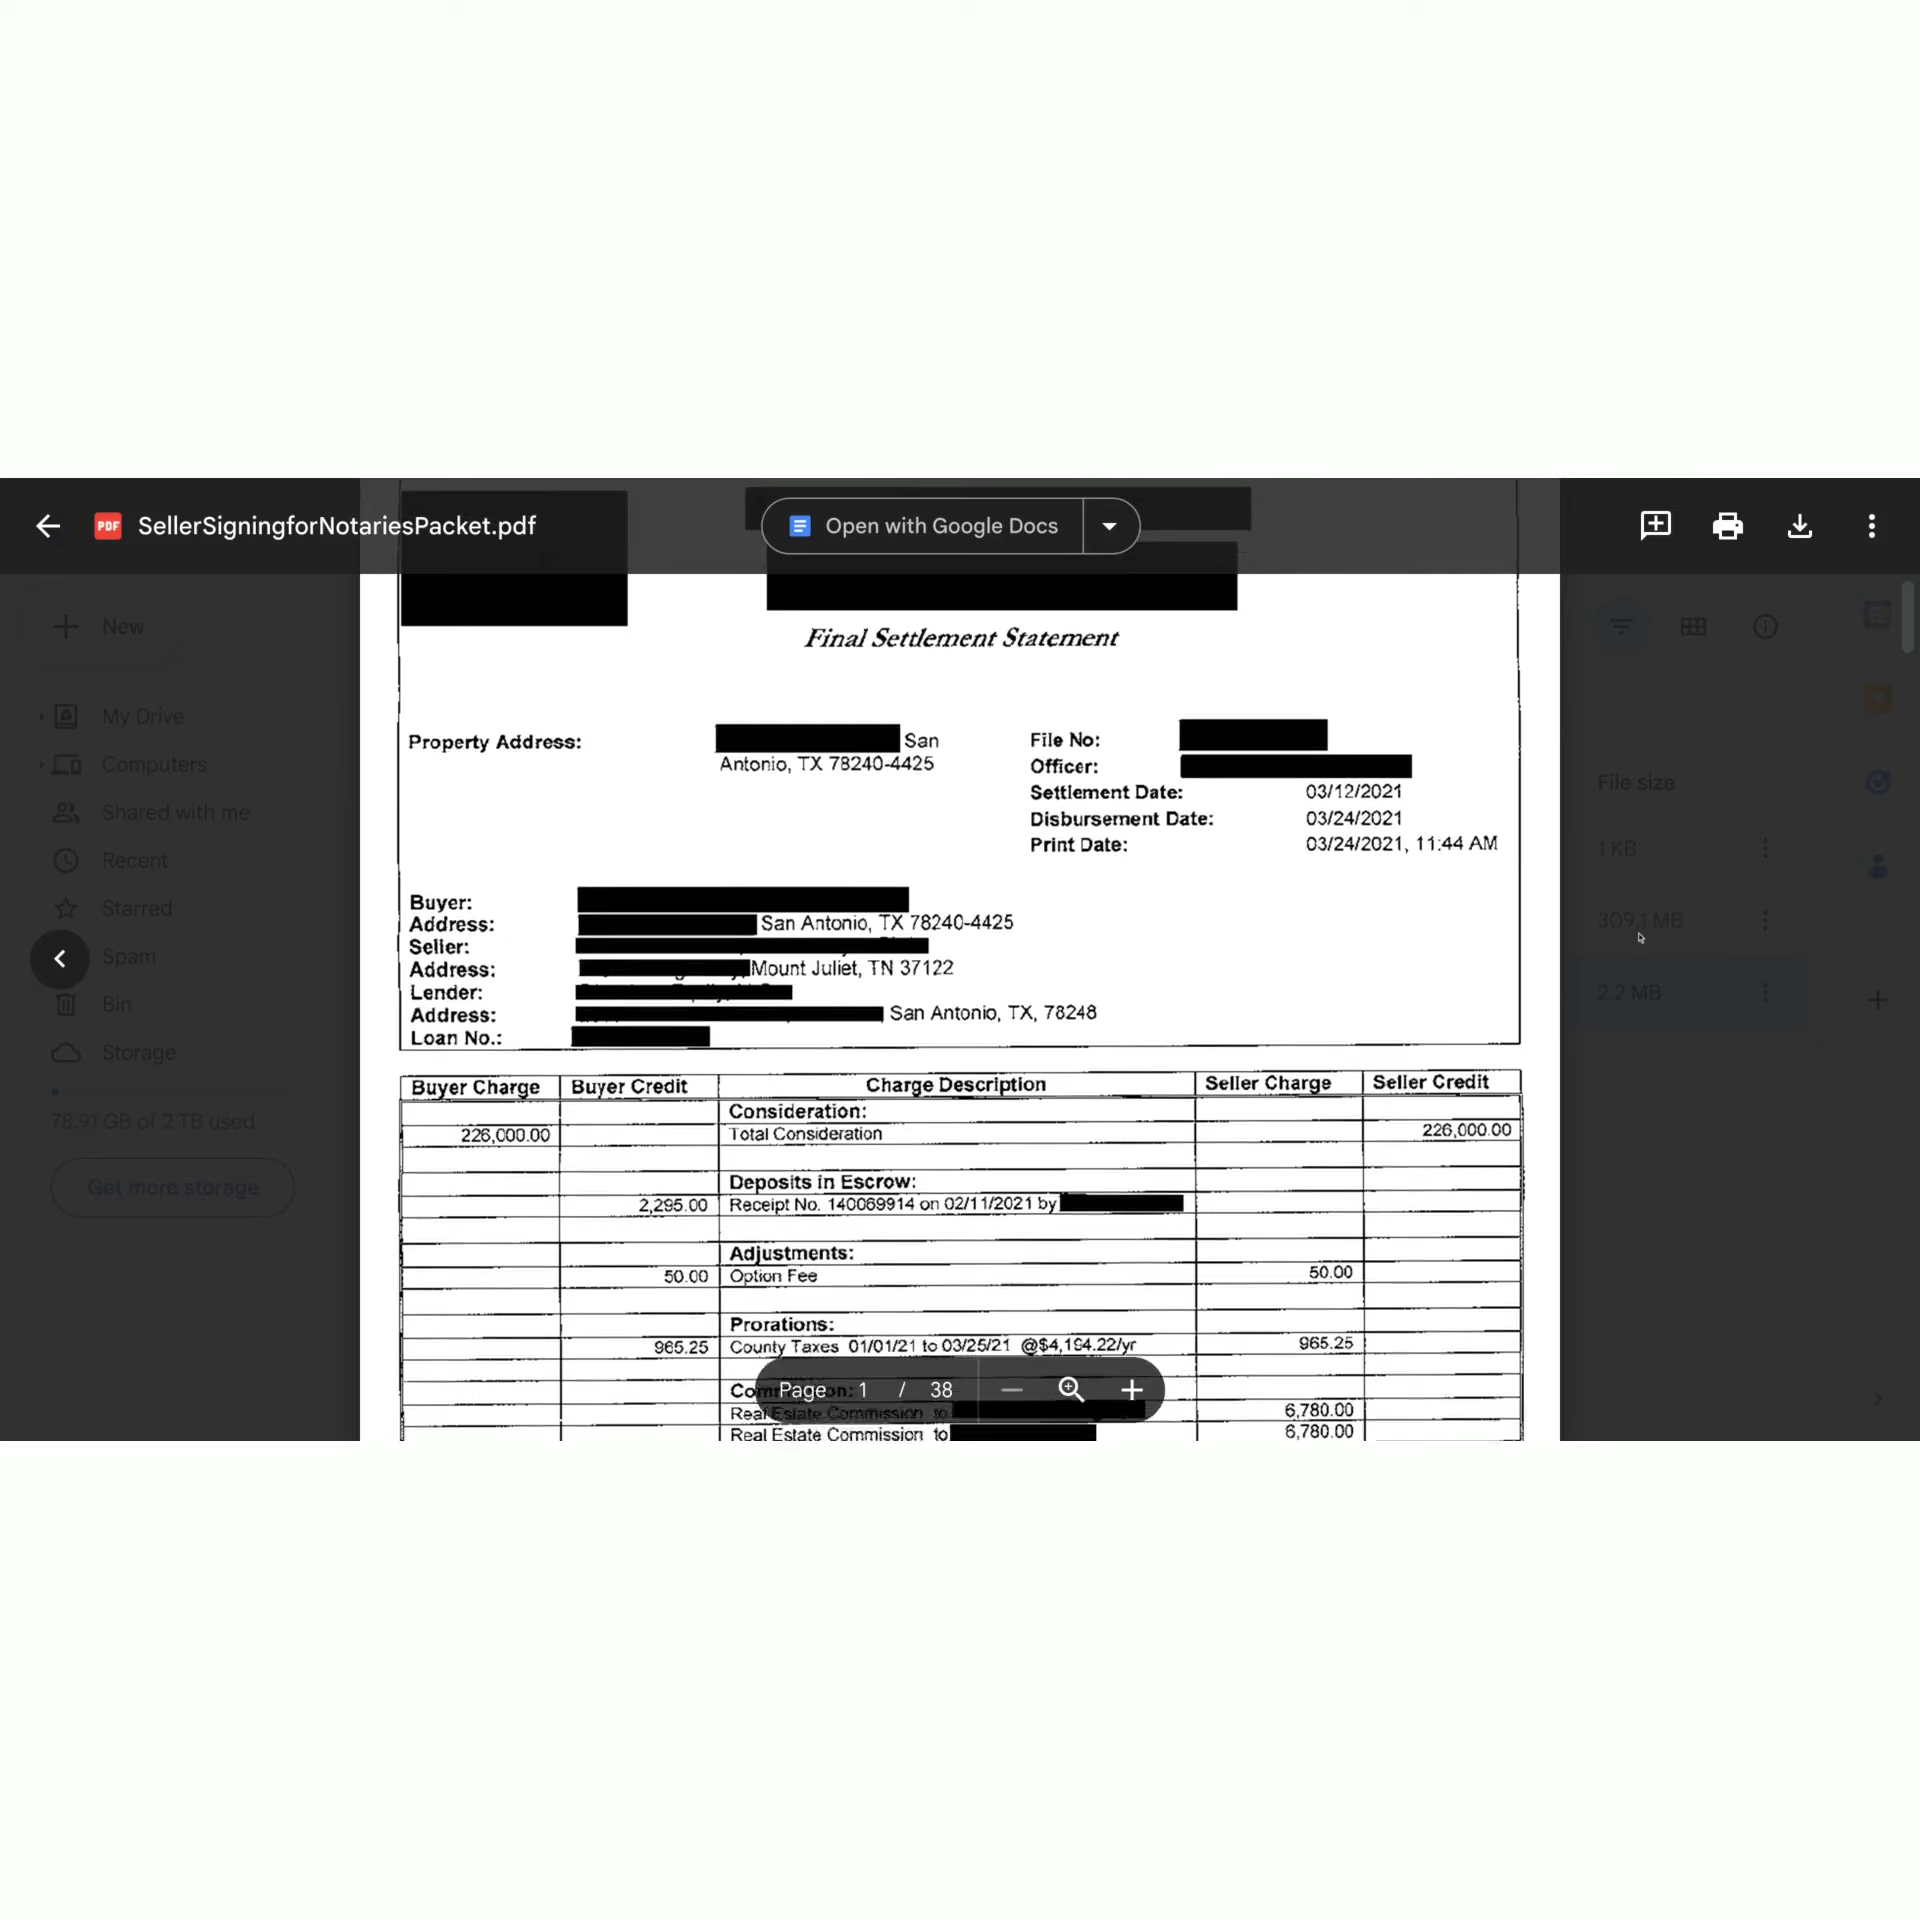 PDF SellerSigningforNotariesPacket.pdf
Open with Google Docs
New
My Drive
Computers
Shared with me
Recent
Starred
Spam
Bin
Storage
78.91 GB of 2 TB used
Get more storage
File size
1 KB
309.1 MB
2.2 MB
Final Settlement Statement
Property Address: San
Antonio, TX 78240-4425
File No:
Officer:
Settlement Date: 03/12/2021
Disbursement Date: 03/24/2021
Print Date: 03/24/2021, 11:44 AM
Buyer:
Address: San Antonio, TX 78240-4425
Seller:
Address: Mount Juliet, TN 37122
Lender:
Address: San Antonio, TX, 78248
Loan No.:
Buyer Charge Buyer Credit Charge Description Seller Charge Seller Credit
Consideration:
226,000.00 Total Consideration 226,000.00
Deposits in Escrow:
2,295.00 Receipt No. 140069914 on 02/11/2021 by
Adjustments:
50.00 Option Fee 50.00
Prorations:
965.25 County Taxes 01/01/21 to 03/25/21 @$4,194.22/yr 965.25
Page 1 / 38
Real Estate Commission to 6,780.00
Real Estate Commission to 6,780.00